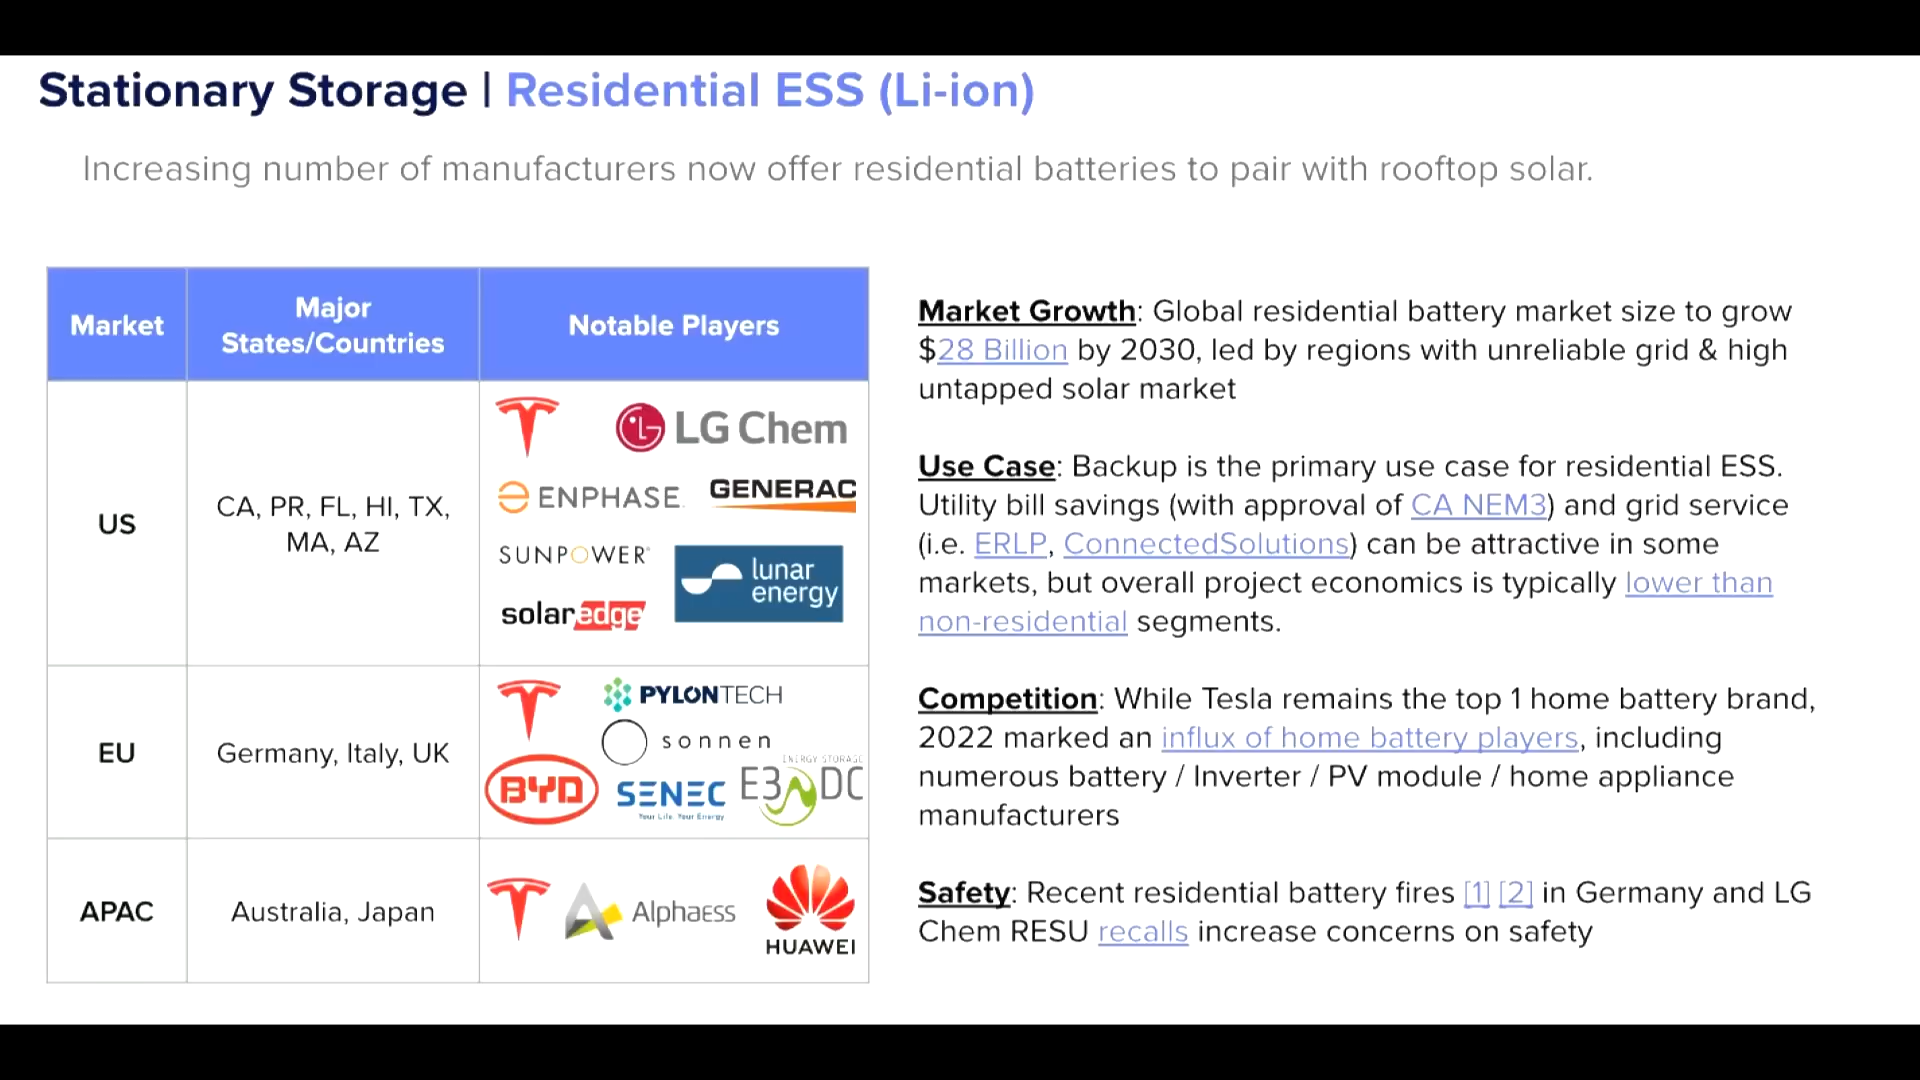 Stationary Storage | Residential ESS (Li-ion)
Increasing number of manufacturers now offer residential batteries to pair with rooftop solar.
Market
Major
States/Countries
Notable Players
US
CA, PR, FL, HI, TX,
MA, AZ
LG Chem
ENPHASE
GENERAC
SUNPOWER
lunar
energy
solaredge
EU
Germany, Italy, UK
PYLONTECH
sonnen
BYD
SENEC
Your Life. Your Energy
ENERGY STORAGE
E3DC
APAC
Australia, Japan
AlphaESS
HUAWEI
Market Growth: Global residential battery market size to grow
$28 Billion by 2030, led by regions with unreliable grid & high
untapped solar market
Use Case: Backup is the primary use case for residential ESS.
Utility bill savings (with approval of CA NEM3) and grid service
(i.e. ERLP, ConnectedSolutions) can be attractive in some
markets, but overall project economics is typically lower than
non-residential segments.
Competition: While Tesla remains the top 1 home battery brand,
2022 marked an influx of home battery players, including
numerous battery / Inverter / PV module / home appliance
manufacturers
Safety: Recent residential battery fires [1] [2] in Germany and LG
Chem RESU recalls increase concerns on safety